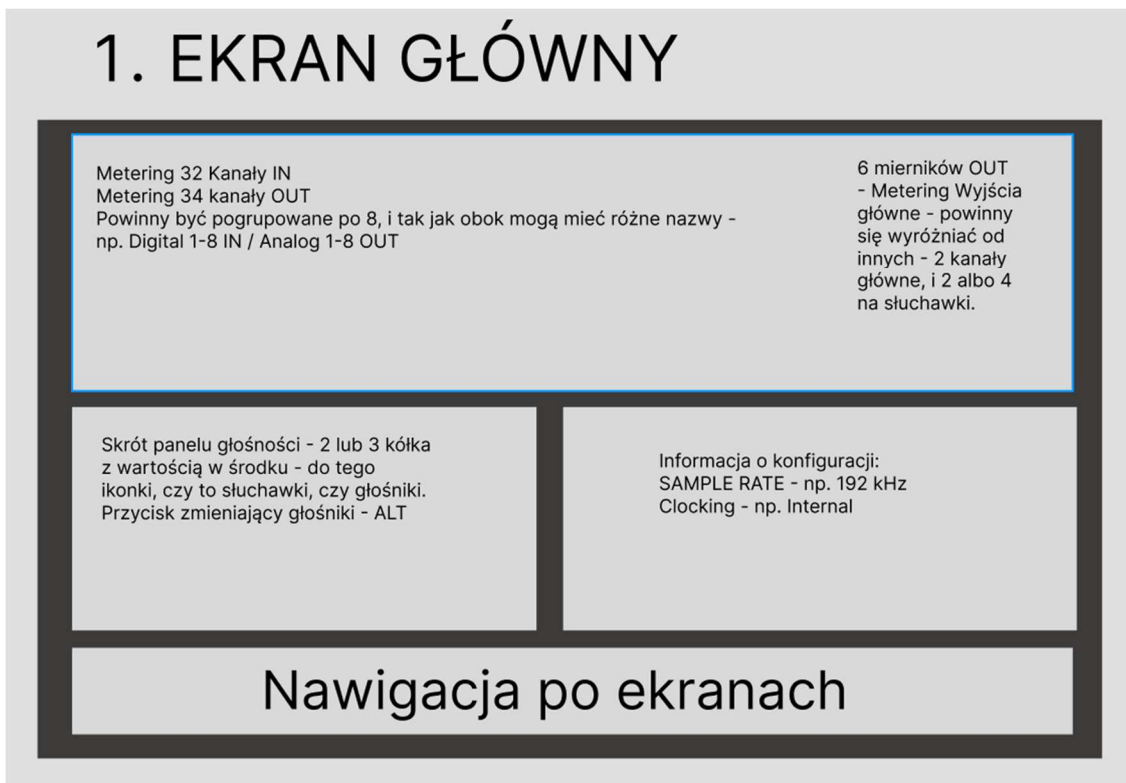 1. EKRAN GŁÓWNY
Metering 32 Kanały IN
Metering 34 kanały OUT
Powinny być pogrupowane po 8, i tak jak obok mogą mieć różne nazwy -
np. Digital 1-8 IN / Analog 1-8 OUT
6 mierników OUT
- Metering Wyjścia
główne - powinny
się wyróżniać od
innych - 2 kanały
główne, i 2 albo 4
na słuchawki.
Skrót panelu głośności - 2 lub 3 kółka
z wartością w środku - do tego
ikonki, czy to słuchawki, czy głośniki.
Przycisk zmieniający głośniki - ALT
Informacja o konfiguracji:
SAMPLE RATE - np. 192 kHz
Clocking - np. Internal
Nawigacja po ekranach